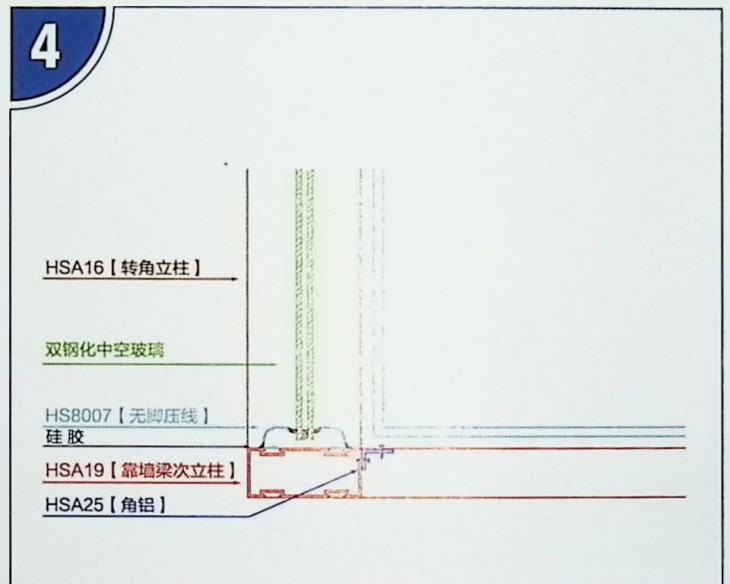 4
HSA16【转角立柱】
双钢化中空玻璃
HS8007【无脚压线】
硅 胶
HSA19【靠墙梁次立柱】
HSA25【角铝】